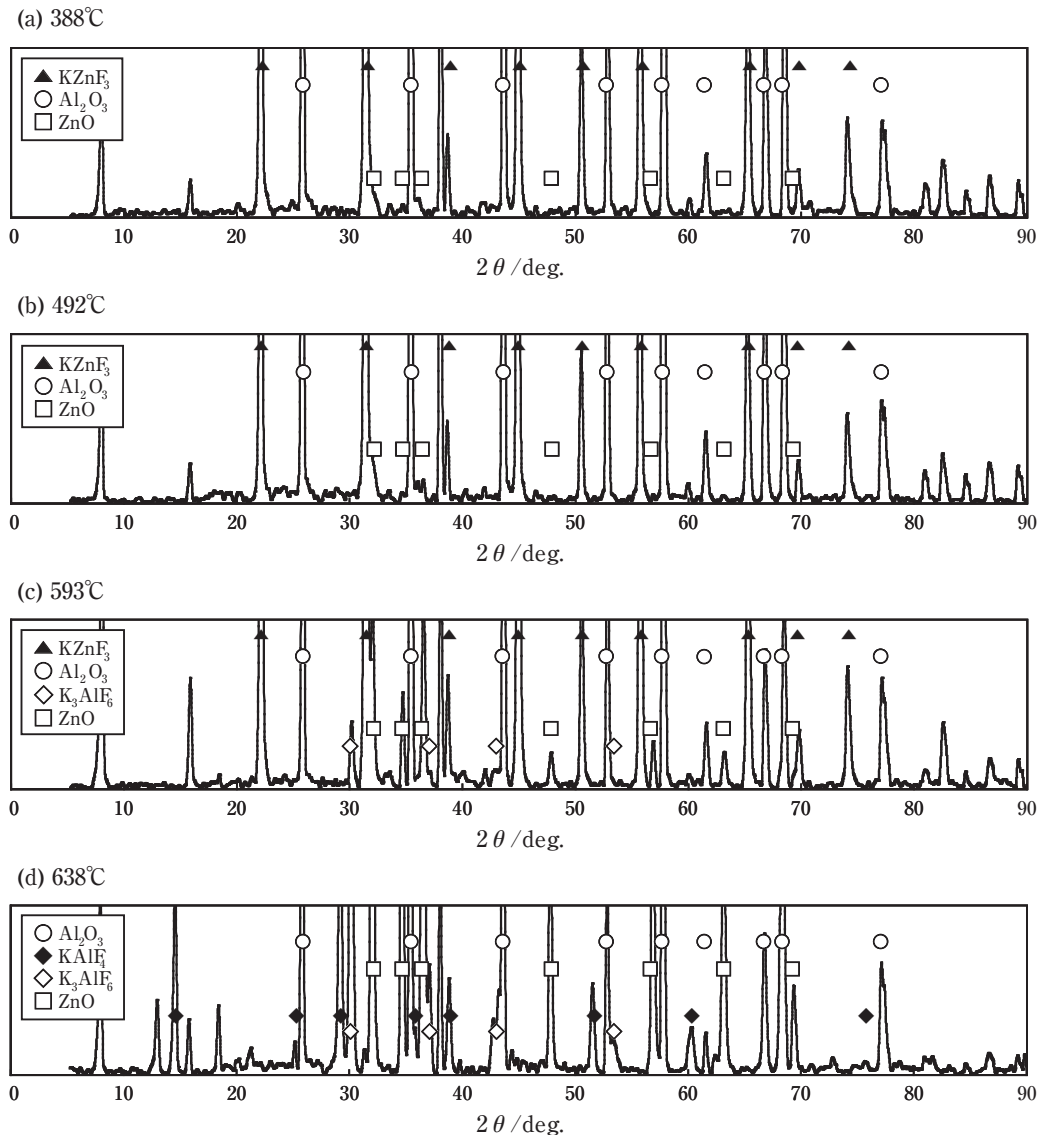 (a) 388℃
▲ KZnF₃
○ Al₂O₃
□ ZnO
0 10 20 30 40 50 60 70 80 90
2θ/deg.
(b) 492℃
▲ KZnF₃
○ Al₂O₃
□ ZnO
0 10 20 30 40 50 60 70 80 90
2θ/deg.
(c) 593℃
▲ KZnF₃
○ Al₂O₃
◇ K₃AlF₆
□ ZnO
0 10 20 30 40 50 60 70 80 90
2θ/deg.
(d) 638℃
○ Al₂O₃
◆ KAlF₄
◇ K₃AlF₆
□ ZnO
0 10 20 30 40 50 60 70 80 90
2θ/deg.